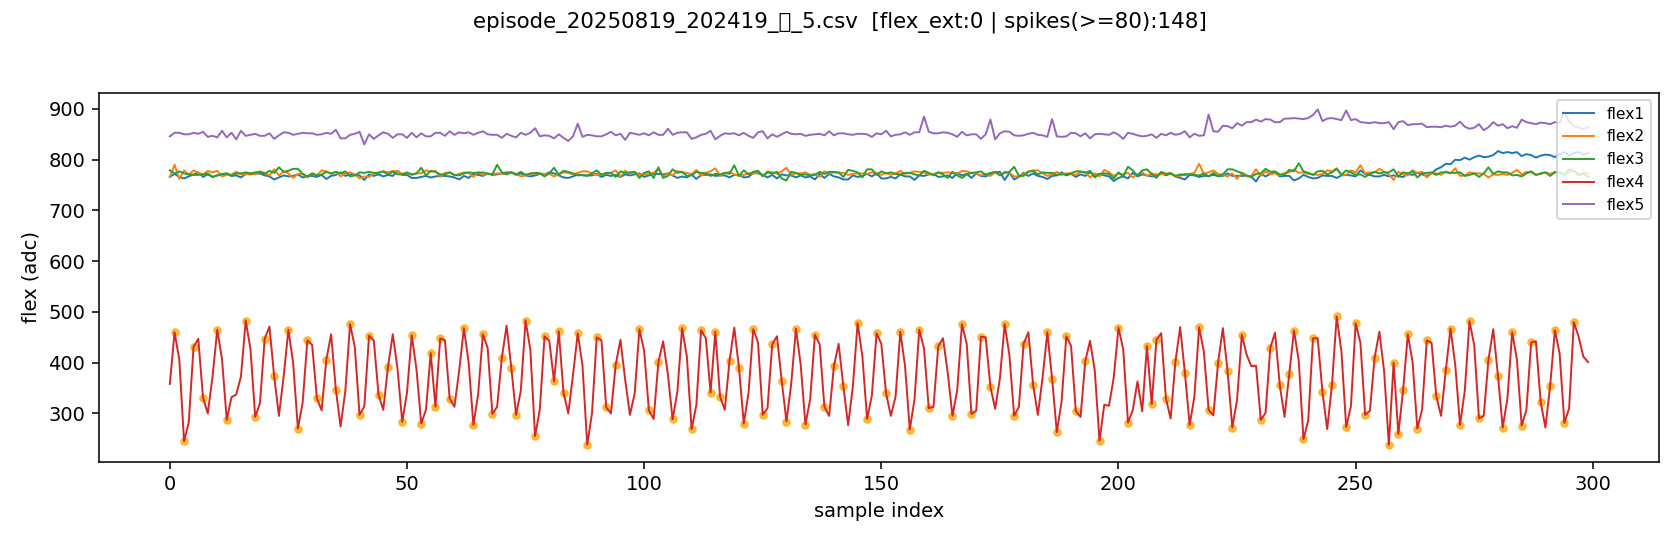 episode_20250819_202419_▯_5.csv [flex_ext:0 | spikes(>=80):148]
900
800
700
600
500
400
300
flex (adc)
0
50
100
150
200
250
300
sample index
flex1
flex2
flex3
flex4
flex5